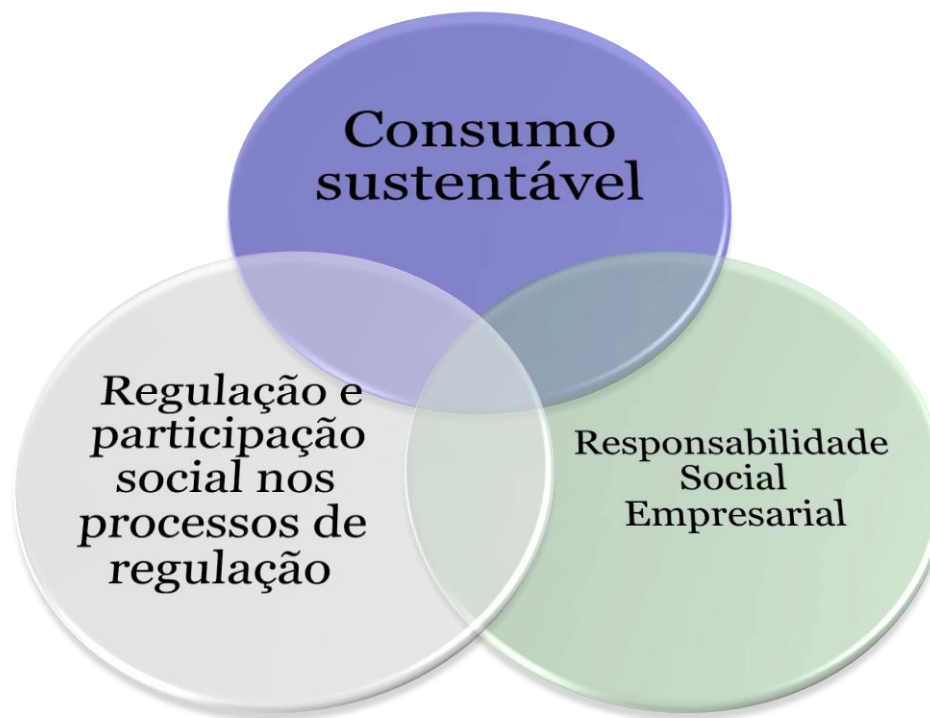 Consumo
sustentável
Regulação e
participação
social nos
processos de
regulação
Responsabilidade
Social
Empresarial